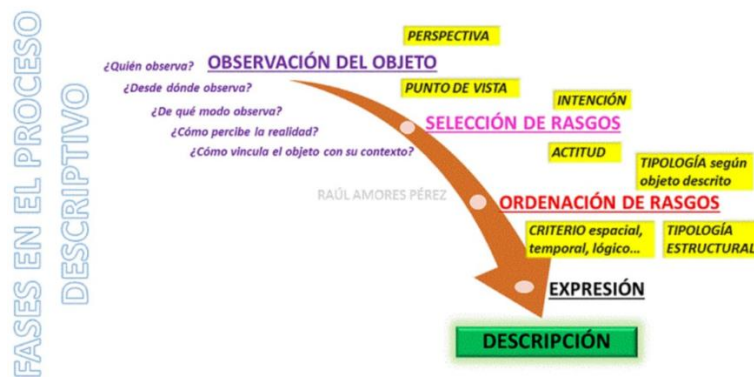 FASES EN EL PROCESO
DESCRIPTIVO
PERSPECTIVA
¿Quién observa?
OBSERVACIÓN DEL OBJETO
¿Desde dónde observa?
PUNTO DE VISTA
¿De qué modo observa?
INTENCIÓN
¿Cómo percibe la realidad?
SELECCIÓN DE RASGOS
¿Cómo vincula el objeto con su contexto?
ACTITUD
TIPOLOGÍA según
objeto descrito
RAÚL AMORES PÉREZ
ORDENACIÓN DE RASGOS
CRITERIO espacial,
temporal, lógico...
TIPOLOGÍA
ESTRUCTURAL
EXPRESIÓN
DESCRIPCIÓN